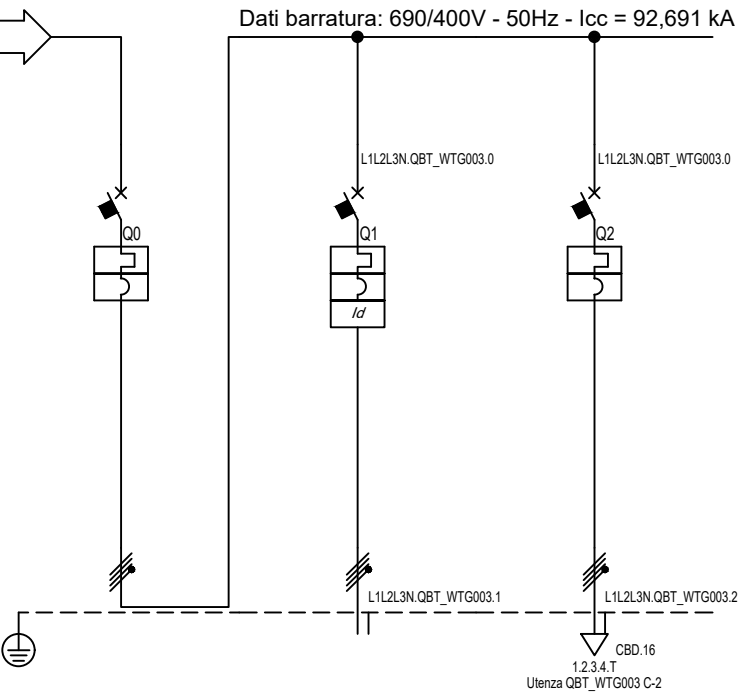 Dati barratura: 690/400V - 50Hz - Icc = 92,691 kA
L1L2L3N.QBT_WTG003.0
L1L2L3N.QBT_WTG003.0
Q0
Q1
Q2
Id
L1L2L3N.QBT_WTG003.1
L1L2L3N.QBT_WTG003.2
CBD.16
1.2.3.4.T
Utenza QBT_WTG003 C-2